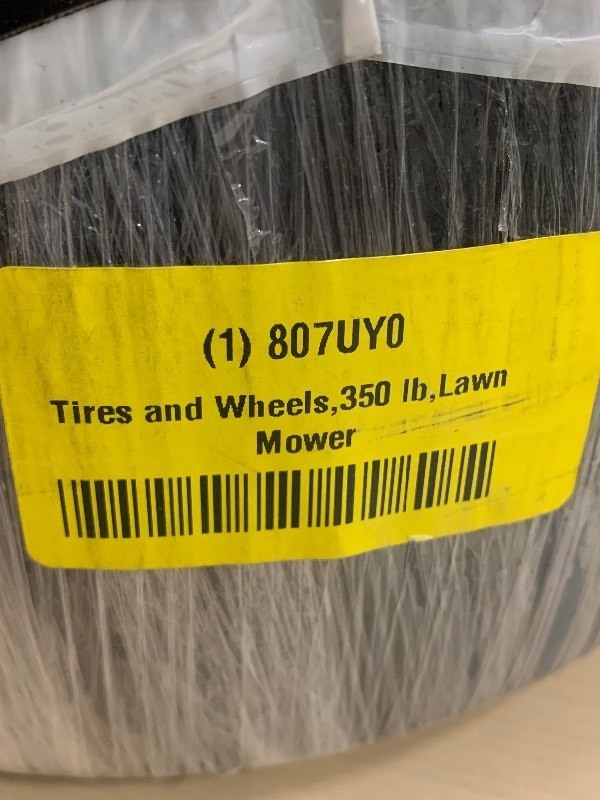 (1) 807UY0
Tires and Wheels,350 lb,Lawn
Mower